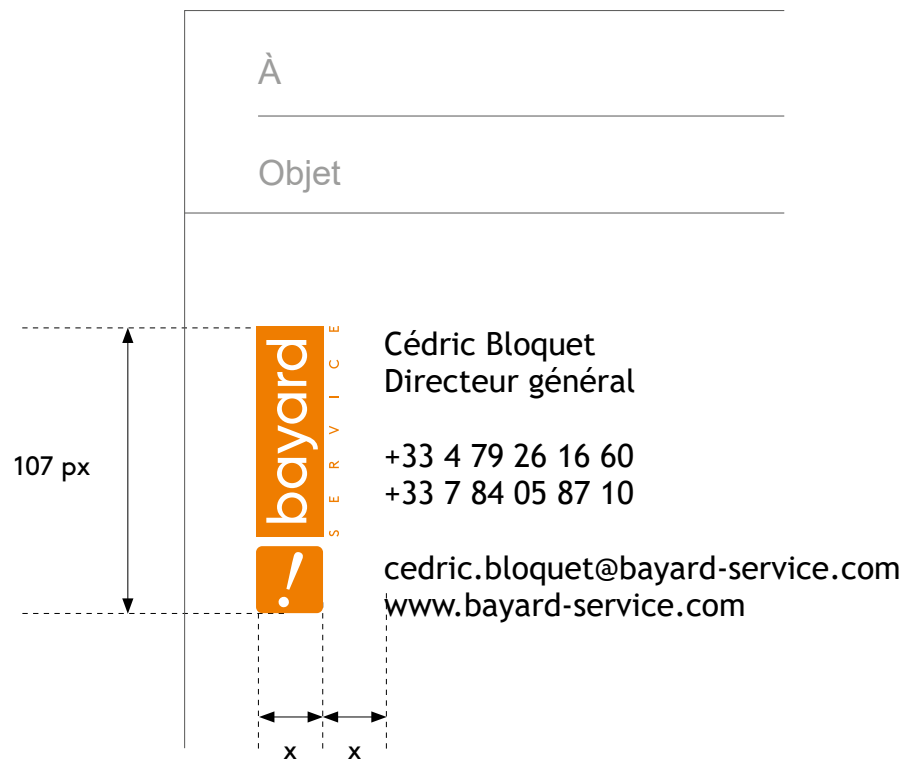 À
Objet
bayard
SERVICE
!
Cédric Bloquet
Directeur général
+33 4 79 26 16 60
+33 7 84 05 87 10
cedric.bloquet@bayard-service.com
www.bayard-service.com
107 px
x x